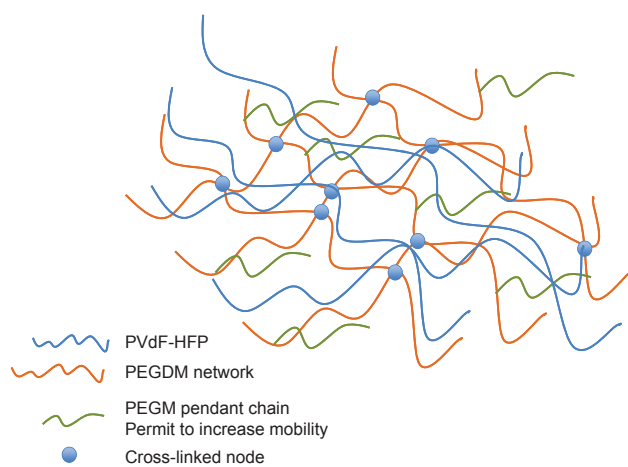 PVdF-HFP
PEGDM network
PEGM pendant chain
Permit to increase mobility
Cross-linked node